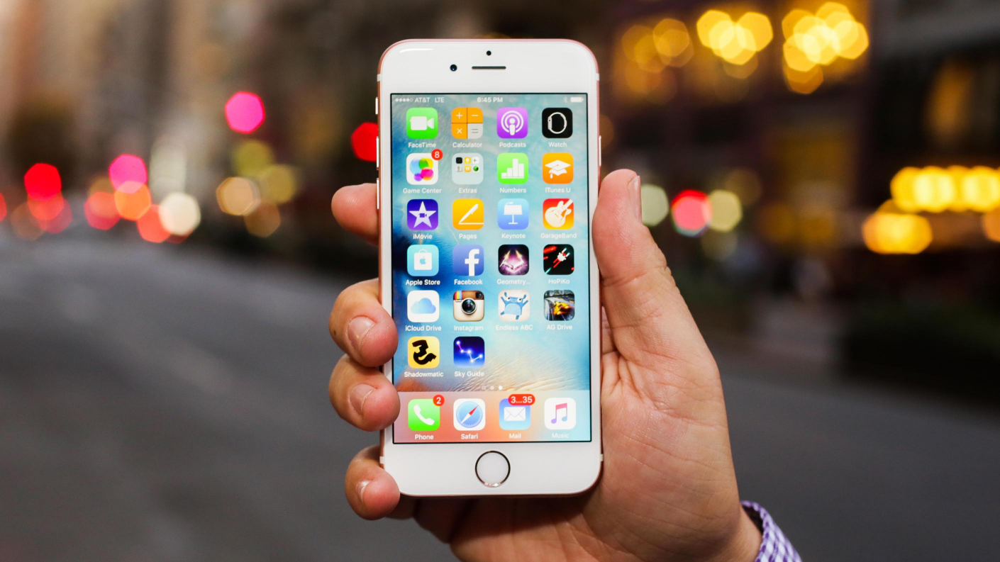 AT&T LTE 6:45 PM
FaceTime Calculator Podcasts Watch
8
Game Center Extras Numbers iTunes U
iMovie Pages Keynote GarageBand
Apple Store Facebook Geometry... HoPiKo
iCloud Drive Instagram Endless ABC AG Drive
Shadowmatic Sky Guide
2 3...35
Phone Safari Mail Music